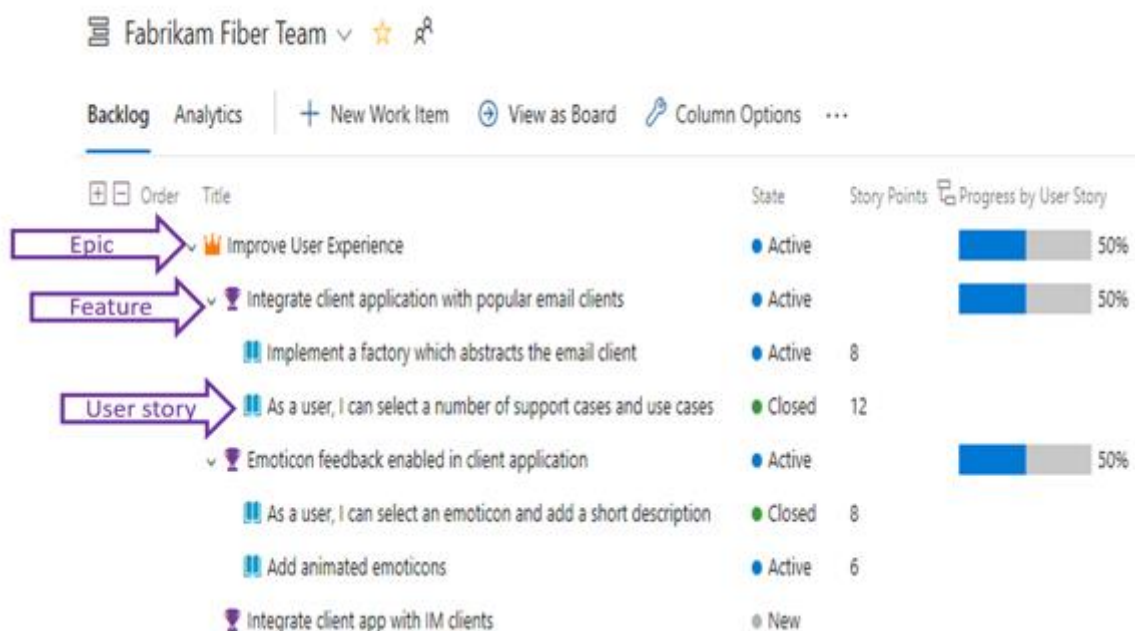 Fabrikam Fiber Team
Backlog Analytics New Work Item View as Board Column Options ...
Order Title State Story Points Progress by User Story
Epic Improve User Experience Active 50%
Feature Integrate client application with popular email clients Active 50%
Implement a factory which abstracts the email client Active 8
User story As a user, I can select a number of support cases and use cases Closed 12
Emoticon feedback enabled in client application Active 50%
As a user, I can select an emoticon and add a short description Closed 8
Add animated emoticons Active 6
Integrate client app with IM clients New